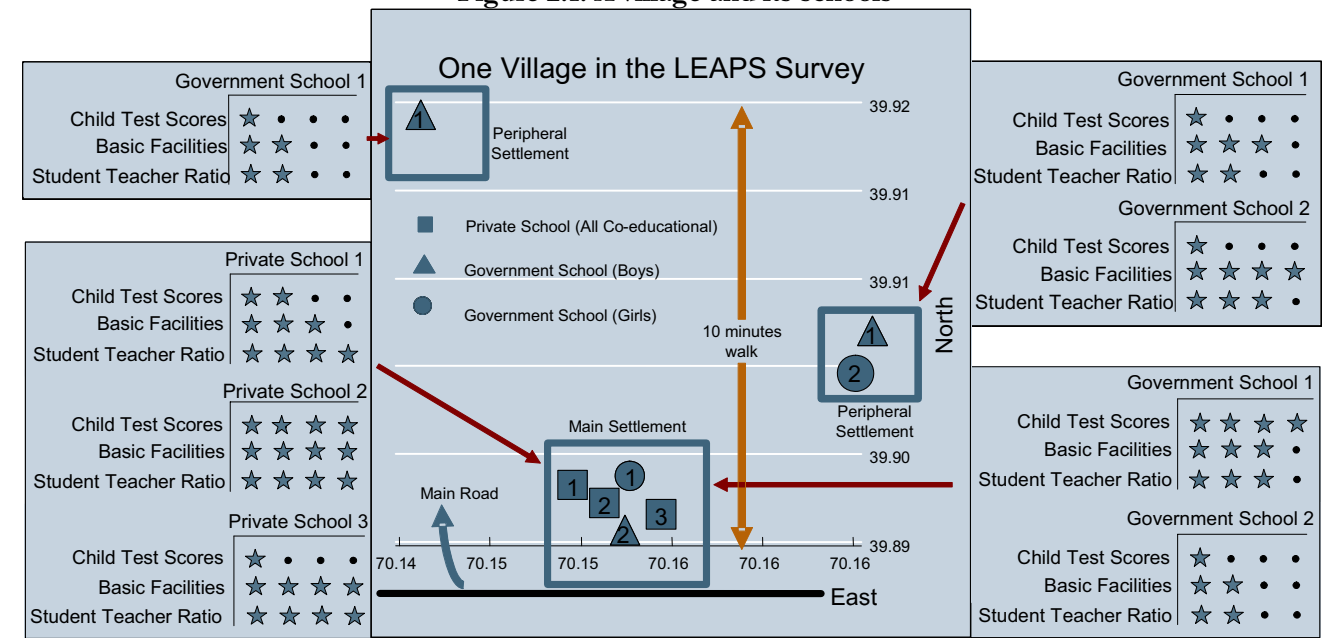 Figure A village and its schools
One Village in the LEAPS Survey
Government School 1
Child Test Scores
Basic Facilities
Student Teacher Ratio
Private School 1
Child Test Scores
Basic Facilities
Student Teacher Ratio
Private School 2
Child Test Scores
Basic Facilities
Student Teacher Ratio
Private School 3
Child Test Scores
Basic Facilities
Student Teacher Ratio
1
Peripheral
Settlement
Private School (All Co-educational)
Government School (Boys)
Government School (Girls)
10 minutes
walk
39.92
39.91
39.91
39.90
39.89
North
1
2
Peripheral
Settlement
Main Settlement
1
2
1
3
2
Main Road
70.14
70.15
70.15
70.16
70.16
70.16
East
Government School 1
Child Test Scores
Basic Facilities
Student Teacher Ratio
Government School 2
Child Test Scores
Basic Facilities
Student Teacher Ratio
Government School 1
Child Test Scores
Basic Facilities
Student Teacher Ratio
Government School 2
Child Test Scores
Basic Facilities
Student Teacher Ratio